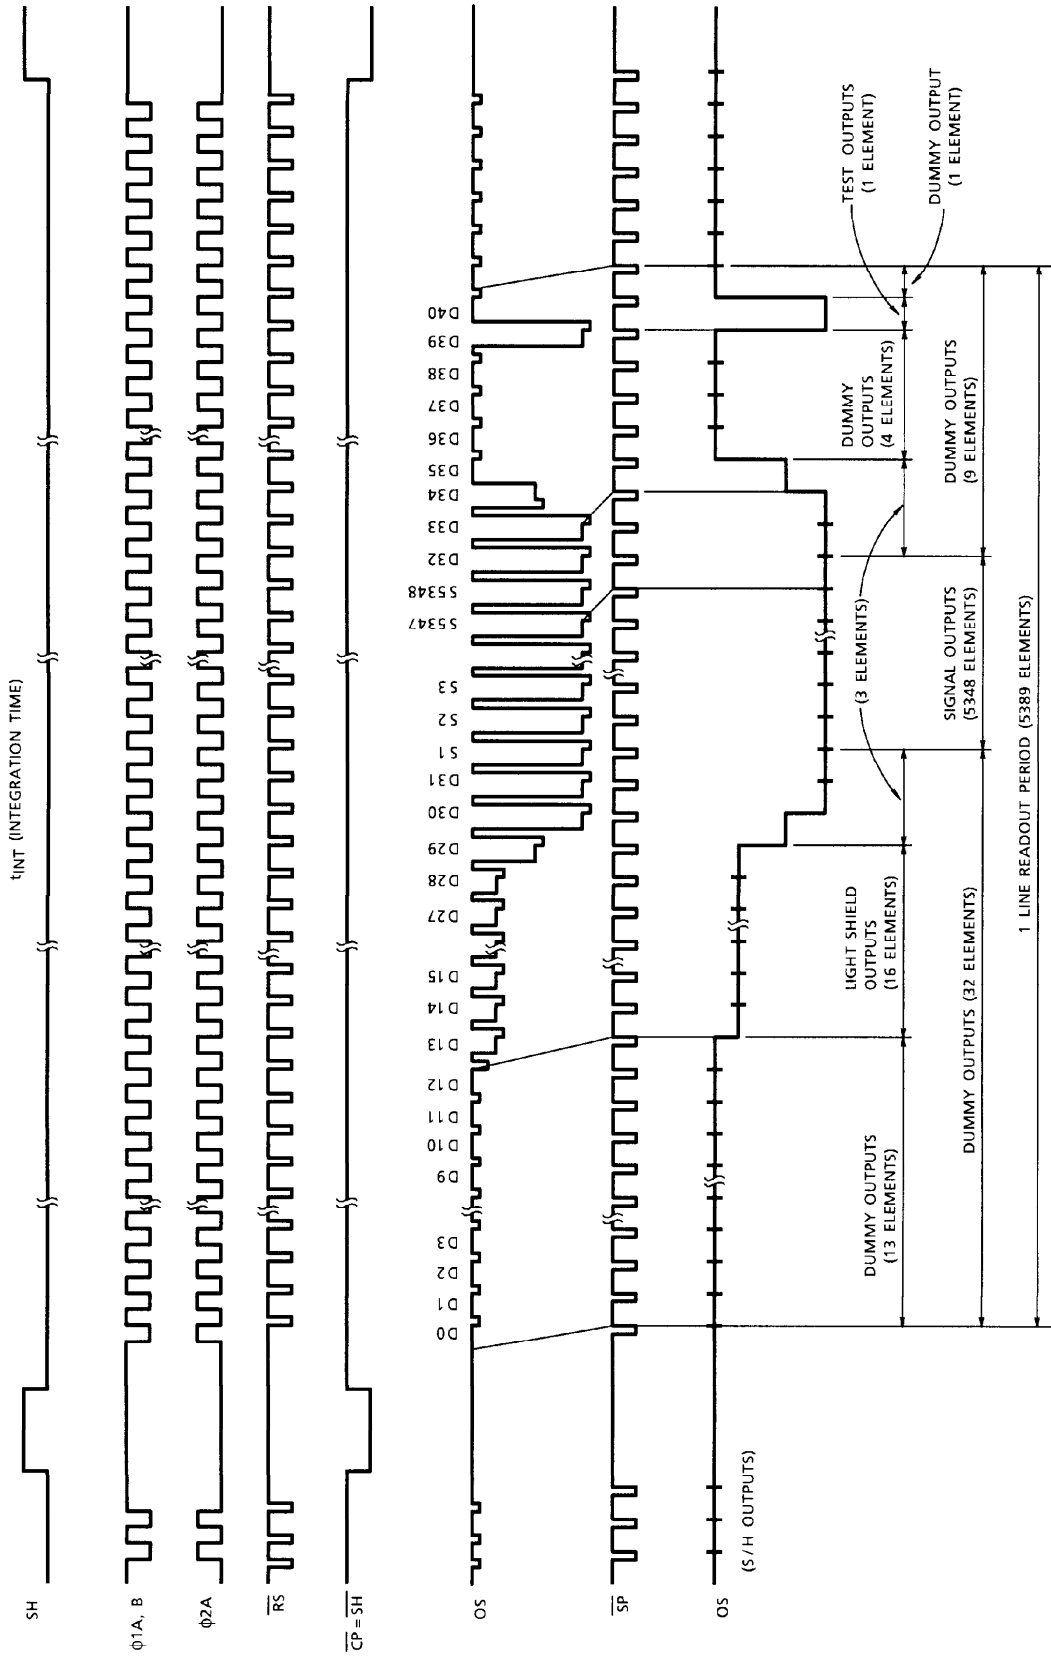 tINT (INTEGRATION TIME)
SH
φ1A, B
φ2A
RS
CP = SH
OS
D0
D1
D2
D3
D9
D10
D11
D12
D13
D14
D15
D27
D28
D29
D30
D31
S1
S2
S3
S5347
S5348
D32
D33
D34
D35
D36
D37
D38
D39
D40
SP
OS
(S/H OUTPUTS)
DUMMY OUTPUTS
(13 ELEMENTS)
LIGHT SHIELD
OUTPUTS
(16 ELEMENTS)
(3 ELEMENTS)
DUMMY
OUTPUTS
(4 ELEMENTS)
TEST OUTPUTS
(1 ELEMENT)
DUMMY OUTPUT
(1 ELEMENT)
DUMMY OUTPUTS (32 ELEMENTS)
SIGNAL OUTPUTS
(5348 ELEMENTS)
DUMMY OUTPUTS
(9 ELEMENTS)
1 LINE READOUT PERIOD (5389 ELEMENTS)